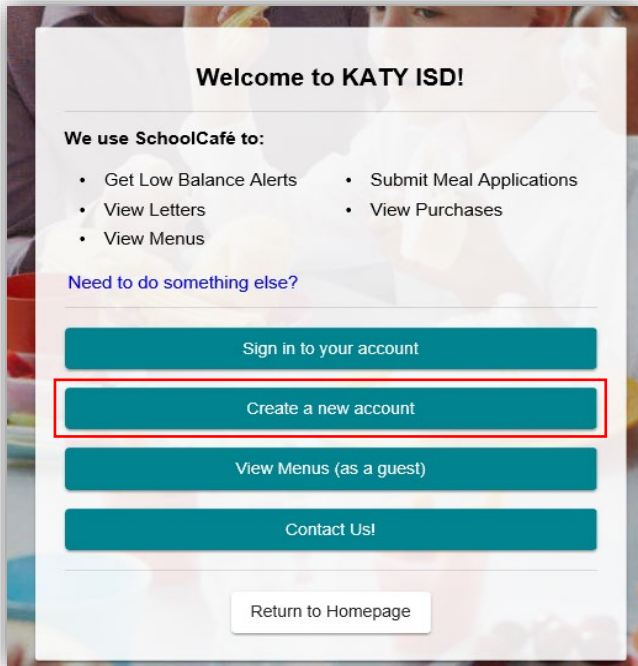 Welcome to KATY ISD!
We use SchoolCafé to:
• Get Low Balance Alerts
• View Letters
• View Menus
• Submit Meal Applications
• View Purchases
Need to do something else?
Sign in to your account
Create a new account
View Menus (as a guest)
Contact Us!
Return to Homepage